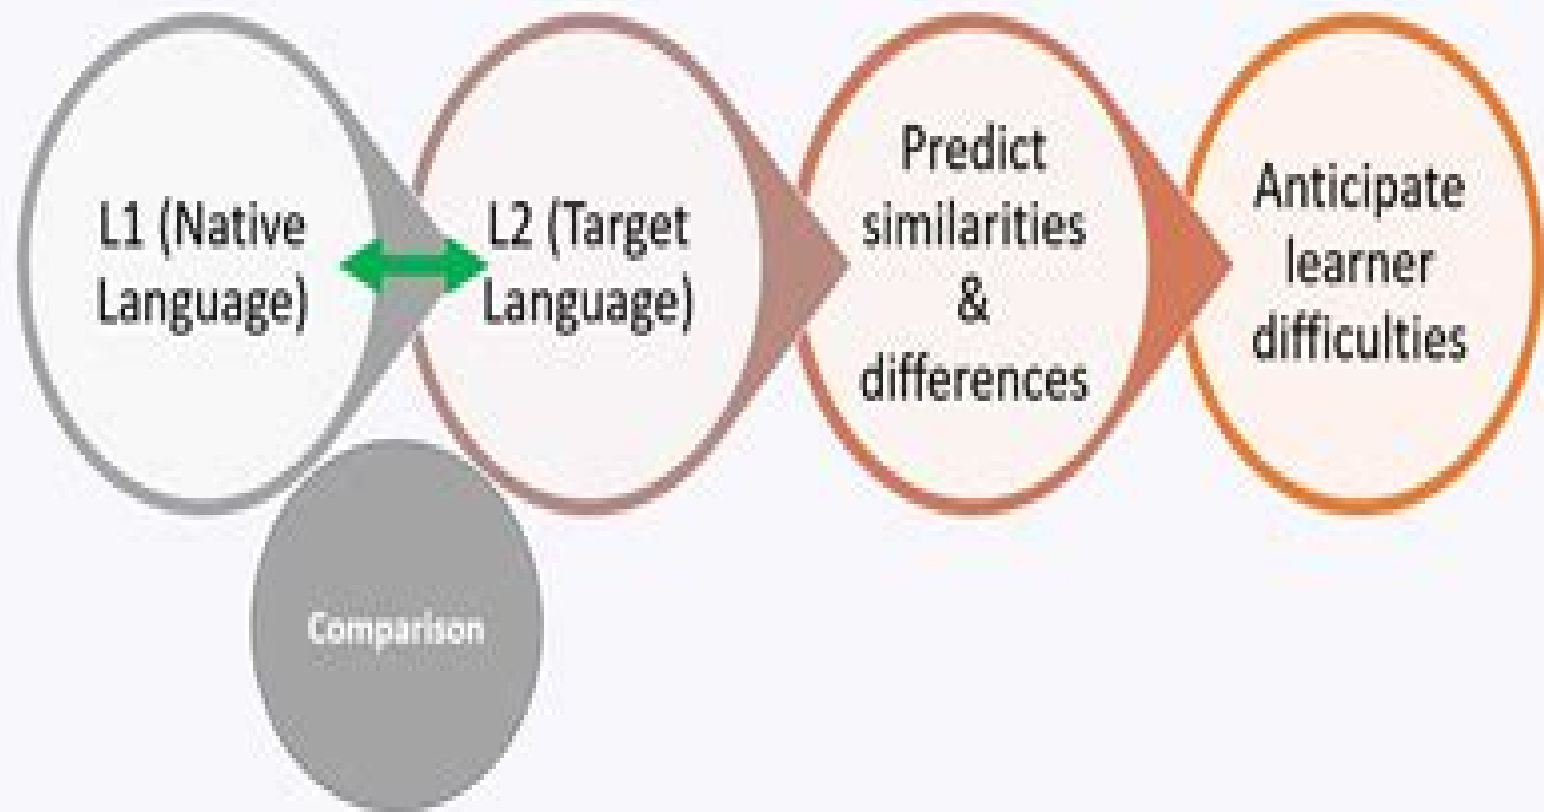 L1 (Native
Language)
L2 (Target
Language)
Predict
similarities
&
differences
Anticipate
learner
difficulties
Comparison